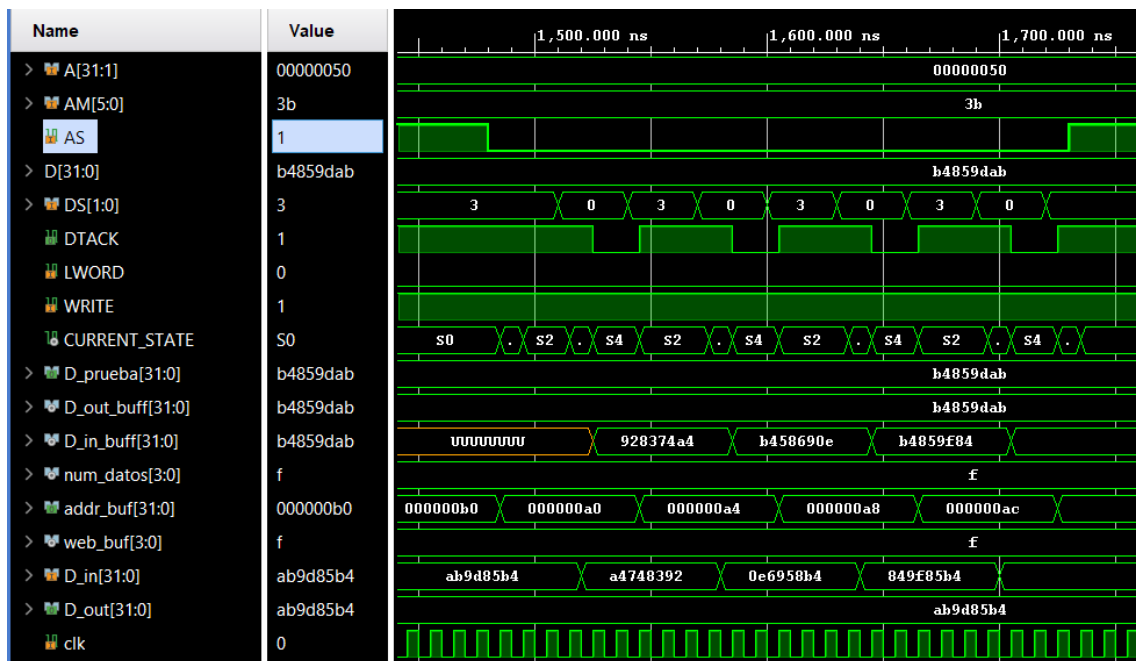 Name Value 1,500.000 ns 1,600.000 ns 1,700.000 ns
A[31:1] 00000050 00000050
AM[5:0] 3b 3b
AS 1
D[31:0] b4859dab b4859dab
DS[1:0] 3 3 0 3 0 3 0 3 0
DTACK 1
LWORD 0
WRITE 1
CURRENT_STATE S0 S0 . S2 . S4 S2 . S4 S2 . S4 S2 . S4 .
D_prueba[31:0] b4859dab b4859dab
D_out_buff[31:0] b4859dab b4859dab
D_in_buff[31:0] b4859dab UUUUUUUU 928374a4 b458690e b4859f84
num_datos[3:0] f f
addr_buf[31:0] 000000b0 000000b0 000000a0 000000a4 000000a8 000000ac
web_buf[3:0] f f
D_in[31:0] ab9d85b4 ab9d85b4 a4748392 0e6958b4 849f85b4
D_out[31:0] ab9d85b4 ab9d85b4
clk 0